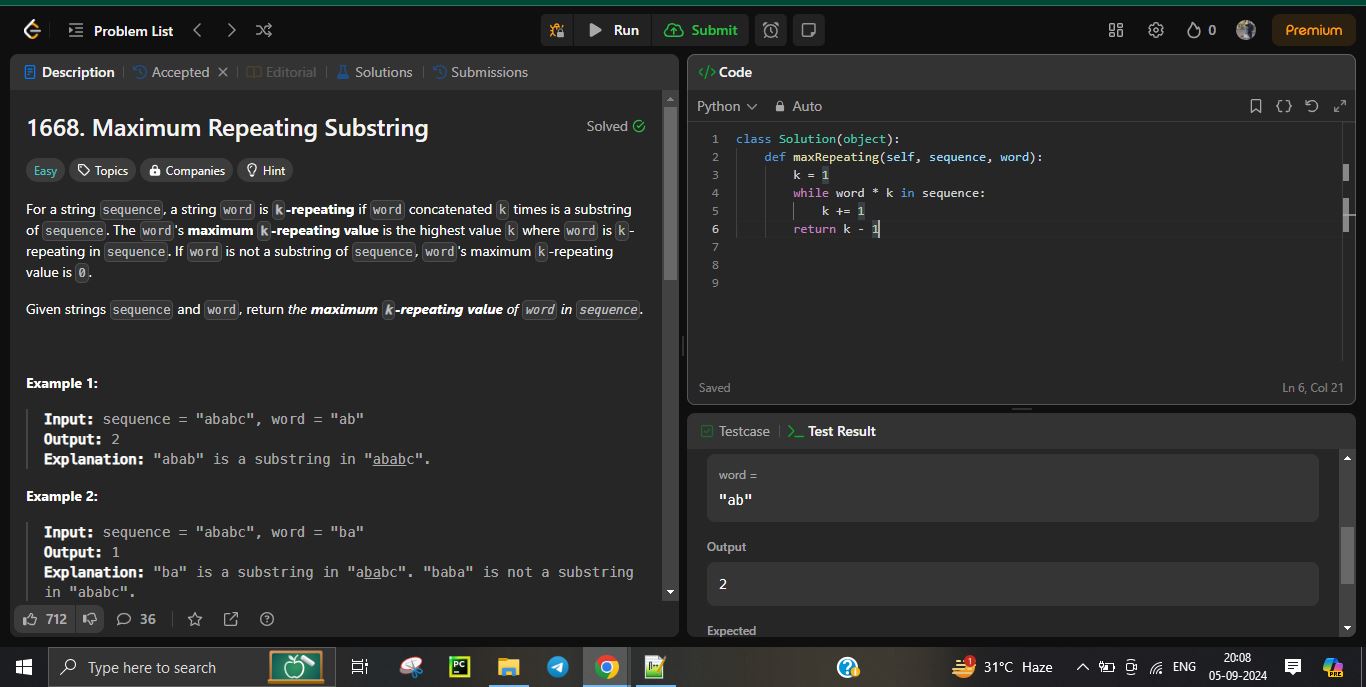 Problem List
Run
Submit
0
Premium
Description
Accepted
Editorial
Solutions
Submissions
1668. Maximum Repeating Substring
Solved
Easy
Topics
Companies
Hint
For a string sequence, a string word is k-repeating if word concatenated k times is a substring
of sequence. The word's maximum k-repeating value is the highest value k where word is k-
repeating in sequence. If word is not a substring of sequence, word's maximum k-repeating
value is 0.
Given strings sequence and word, return the maximum k-repeating value of word in sequence.
Example 1:
Input: sequence = "ababc", word = "ab"
Output: 2
Explanation: "abab" is a substring in "ababc".
Example 2:
Input: sequence = "ababc", word = "ba"
Output: 1
Explanation: "ba" is a substring in "ababc". "baba" is not a substring
in "ababc".
712
36
</> Code
Python
Auto
1 class Solution(object):
2 def maxRepeating(self, sequence, word):
3 k = 1
4 while word * k in sequence:
5 k += 1
6 return k - 1
7
8
9
Saved
Ln 6, Col 21
Testcase
>_ Test Result
word =
"ab"
Output
2
Expected
Type here to search
PC
1
31°C Haze
ENG
20:08
05-09-2024
PRE